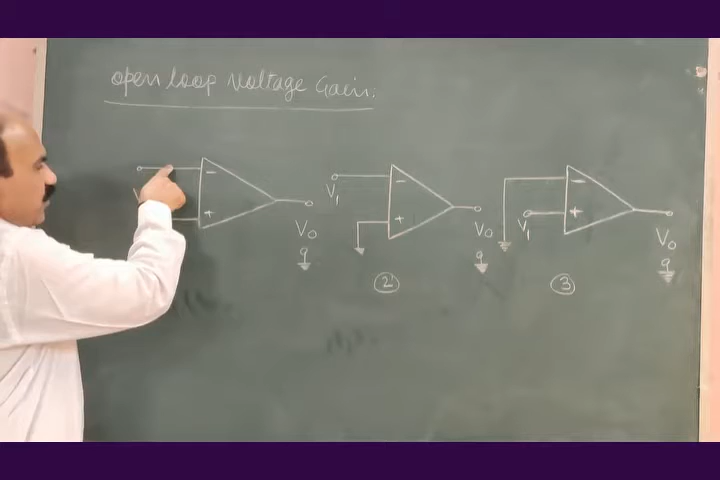 open loop Voltage Gain:
− − −
V₁
+ + + V₁
V₀ V₀ V₀
② ③